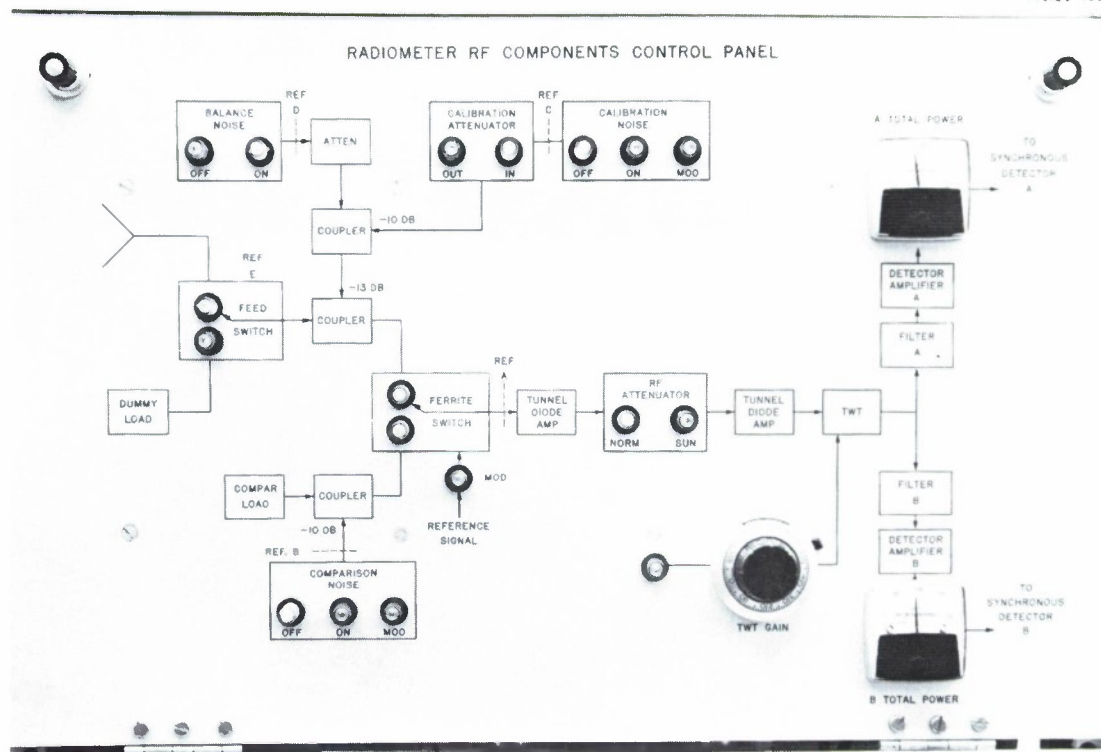 RADIOMETER RF COMPONENTS CONTROL PANEL
BALANCE
NOISE
OFF
ON
REF
D
ATTEN
CALIBRATION
ATTENUATOR
OUT
IN
REF
C
CALIBRATION
NOISE
OFF
ON
MOD
A TOTAL POWER
TO
SYNCHRONOUS
DETECTOR
A
COUPLER
-10 DB
REF
E
FEED
SWITCH
-13 DB
COUPLER
DETECTOR
AMPLIFIER
A
FILTER
A
DUMMY
LOAD
FERRITE
SWITCH
REF
A
TUNNEL
DIODE
AMP
RF
ATTENUATOR
NORM
SUN
TUNNEL
DIODE
AMP
TWT
COMPAR
LOAD
COUPLER
MOD
REFERENCE
SIGNAL
-10 DB
REF. B
COMPARISON
NOISE
OFF
ON
MOD
TWT GAIN
FILTER
B
DETECTOR
AMPLIFIER
B
TO
SYNCHRONOUS
DETECTOR
B
B TOTAL POWER